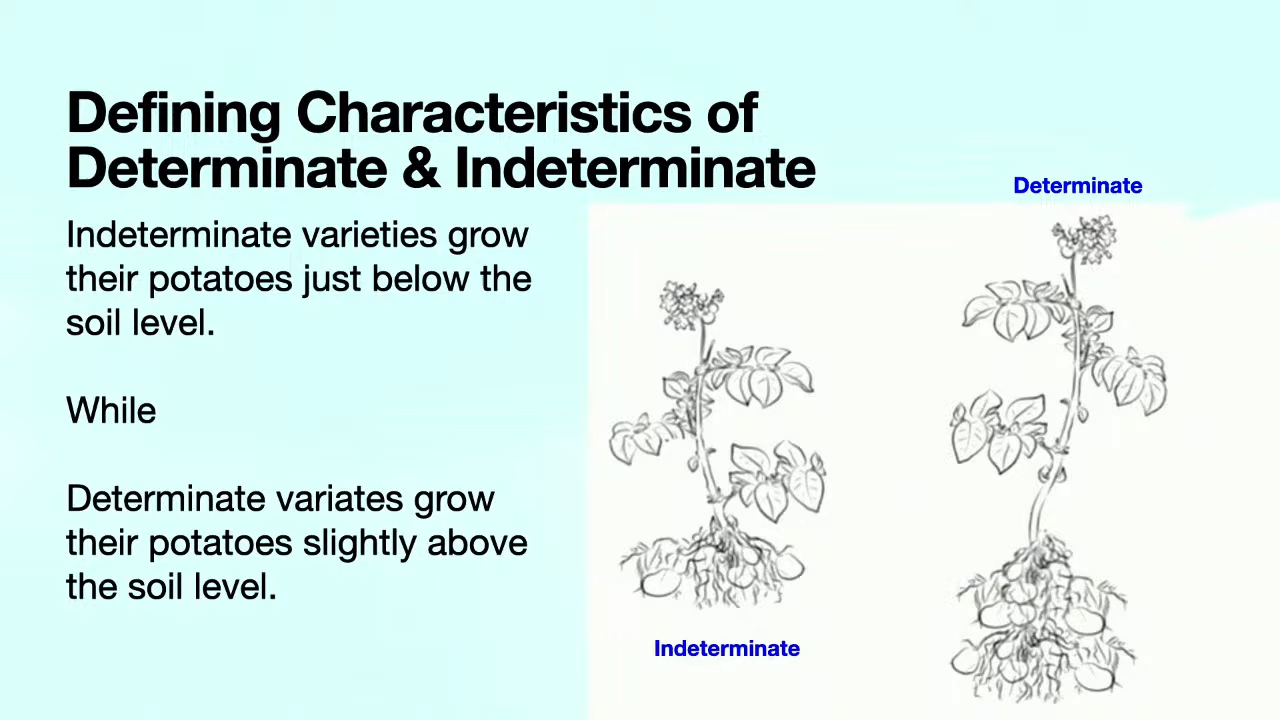 Defining Characteristics of
Determinate & Indeterminate
Determinate
Indeterminate varieties grow
their potatoes just below the
soil level.
While
Determinate variates grow
their potatoes slightly above
the soil level.
Indeterminate